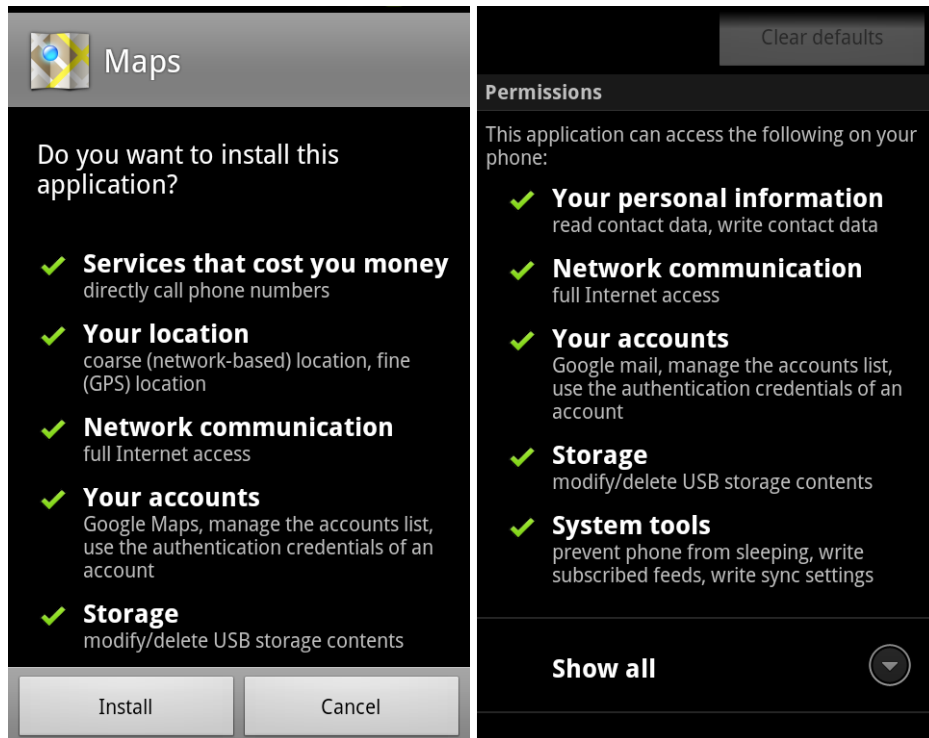 Maps
Do you want to install this
application?
Services that cost you money
directly call phone numbers
Your location
coarse (network-based) location, fine
(GPS) location
Network communication
full Internet access
Your accounts
Google Maps, manage the accounts list,
use the authentication credentials of an
account
Storage
modify/delete USB storage contents
Install
Cancel
Clear defaults
Permissions
This application can access the following on your
phone:
Your personal information
read contact data, write contact data
Network communication
full Internet access
Your accounts
Google mail, manage the accounts list,
use the authentication credentials of an
account
Storage
modify/delete USB storage contents
System tools
prevent phone from sleeping, write
subscribed feeds, write sync settings
Show all